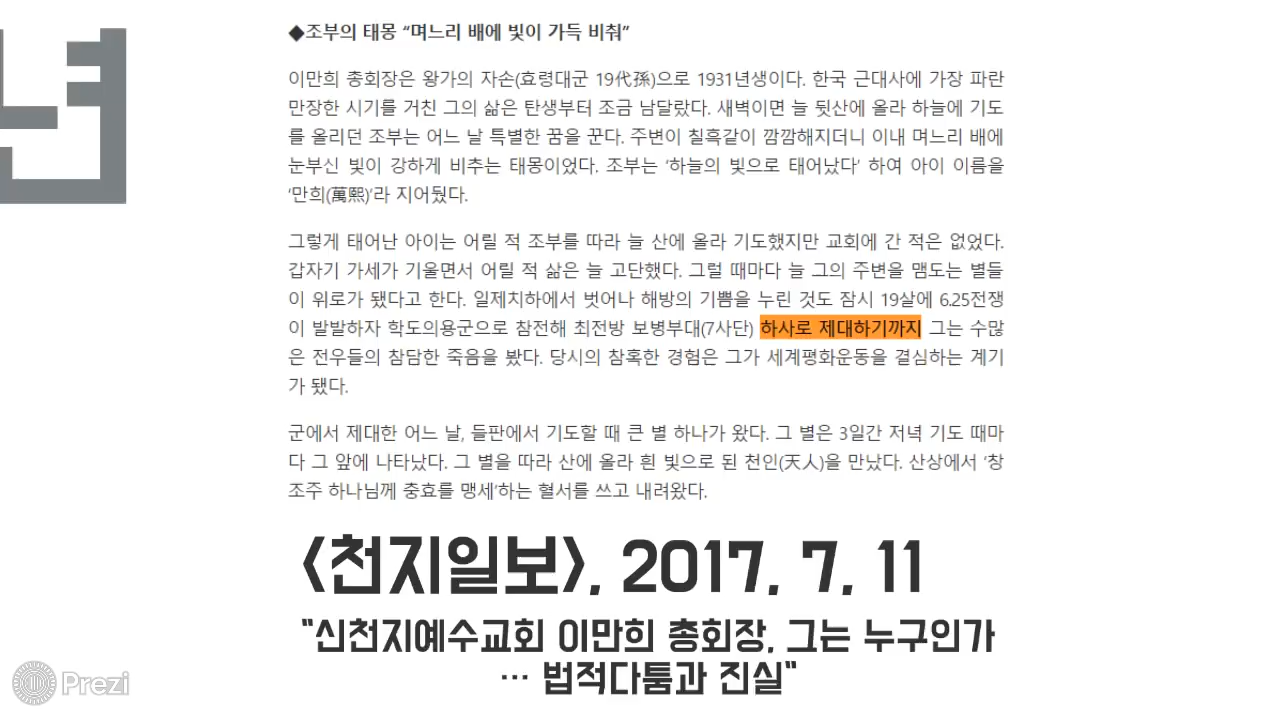 년
◆조부의 태몽 “며느리 배에 빛이 가득 비춰”
이만희 총회장은 왕가의 자손(효령대군 19代孫)으로 1931년생이다. 한국 근대사에 가장 파란
만장한 시기를 거친 그의 삶은 탄생부터 조금 남달랐다. 새벽이면 늘 뒷산에 올라 하늘에 기도
를 올리던 조부는 어느 날 특별한 꿈을 꾼다. 주변이 칠흑같이 깜깜해지더니 이내 며느리 배에
눈부신 빛이 강하게 비추는 태몽이었다. 조부는 ‘하늘의 빛으로 태어났다’ 하여 아이 이름을
‘만희(萬熙)’라 지어줬다.
그렇게 태어난 아이는 어릴 적 조부를 따라 늘 산에 올라 기도했지만 교회에 간 적은 없었다.
갑자기 가세가 기울면서 어릴 적 삶은 늘 고단했다. 그럴 때마다 늘 그의 주변을 맴도는 별들
이 위로가 됐다고 한다. 일제치하에서 벗어나 해방의 기쁨을 누린 것도 잠시 19살에 6.25전쟁
이 발발하자 학도의용군으로 참전해 최전방 보병부대(7사단) 하사로 제대하기까지 그는 수많
은 전우들의 참담한 죽음을 봤다. 당시의 참혹한 경험은 그가 세계평화운동을 결심하는 계기
가 됐다.
군에서 제대한 어느 날, 들판에서 기도할 때 큰 별 하나가 왔다. 그 별은 3일간 저녁 기도 때마
다 그 앞에 나타났다. 그 별을 따라 산에 올라 흰 빛으로 된 천인(天人)을 만났다. 산상에서 ‘창
조주 하나님께 충효를 맹세’하는 혈서를 쓰고 내려왔다.
<천지일보>, 2017. 7. 11
"신천지예수교회 이만희 총회장, 그는 누구인가
… 법적다툼과 진실"
Prezi